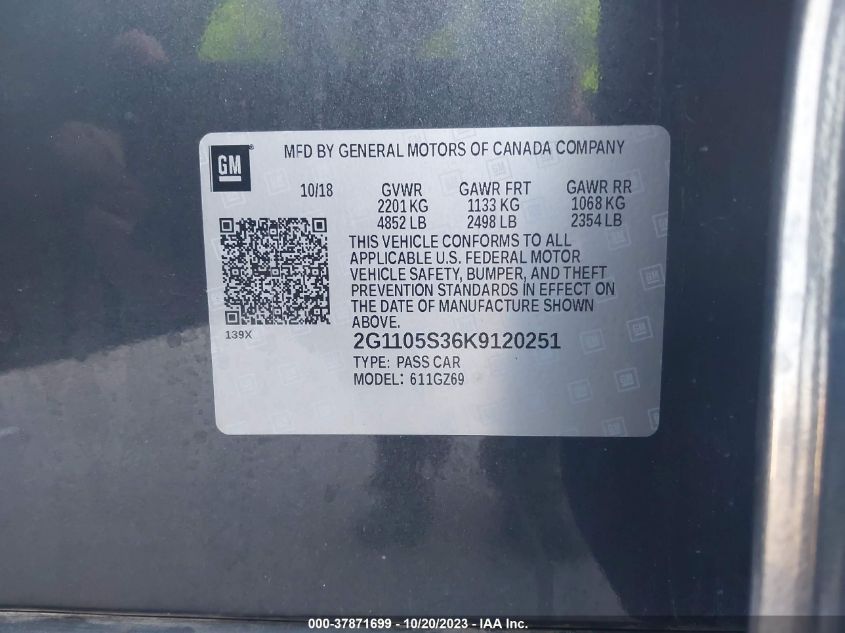 GM
MFD BY GENERAL MOTORS OF CANADA COMPANY
10/18 GVWR GAWR FRT GAWR RR
2201 KG 1133 KG 1068 KG
4852 LB 2498 LB 2354 LB
THIS VEHICLE CONFORMS TO ALL
APPLICABLE U.S. FEDERAL MOTOR
VEHICLE SAFETY, BUMPER, AND THEFT
PREVENTION STANDARDS IN EFFECT ON
THE DATE OF MANUFACTURE SHOWN
ABOVE.
139X
2G1105S36K9120251
TYPE: PASS CAR
MODEL: 611GZ69
000-37871699 - 10/20/2023 - IAA Inc.